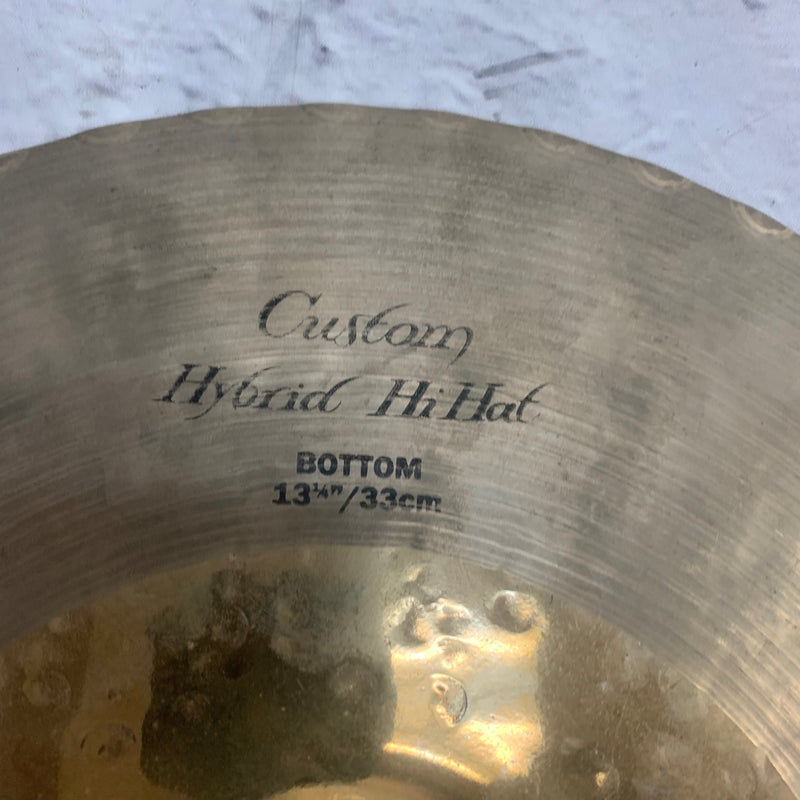 Custom
Hybrid HiHat
BOTTOM
13¼"/33cm